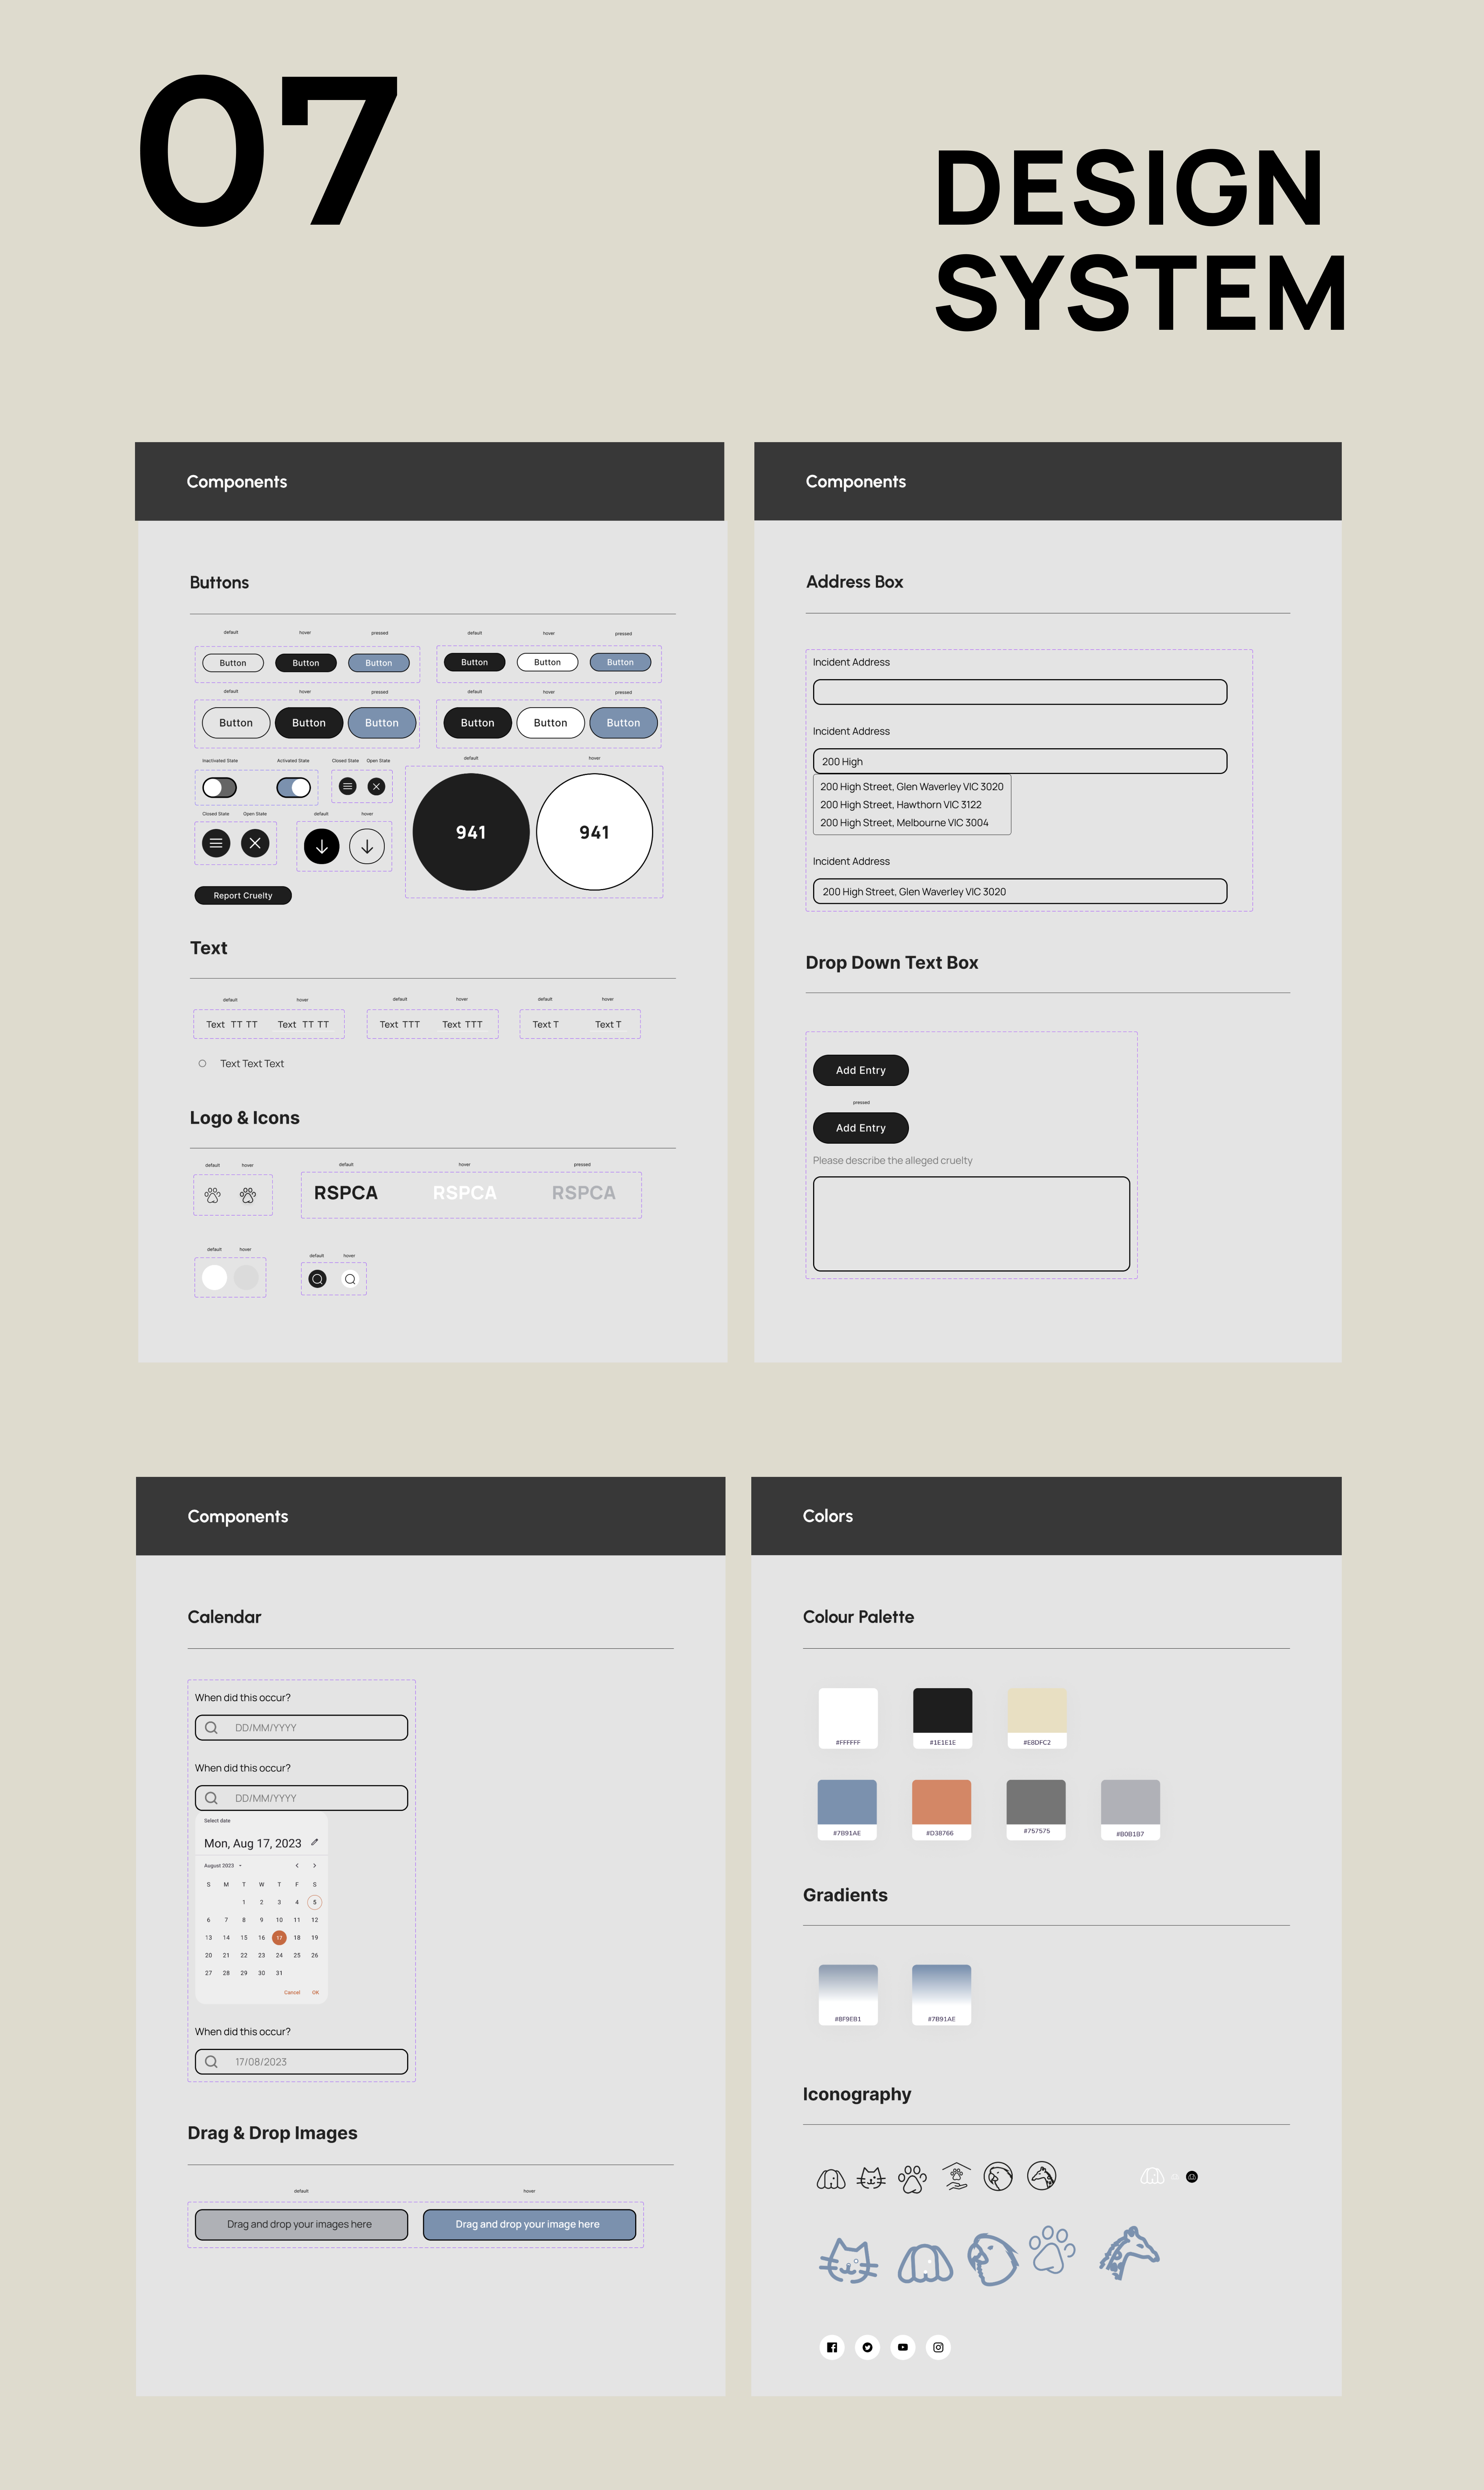 07
DESIGN
SYSTEM
Components
Buttons
default hover pressed
Button Button Button
default hover pressed
Button Button Button
default hover pressed
Button Button Button
default hover pressed
Button Button Button
Inactivated State Activated State
Closed State Open State
default hover
941 941
Closed State Open State
default hover
Report Cruelty
Text
default hover
Text TT TT Text TT TT
default hover
Text TTT Text TTT
default hover
Text T Text T
Text Text Text
Logo & Icons
default hover
default hover pressed
RSPCA RSPCA RSPCA
default hover
default hover
Components
Address Box
Incident Address
Incident Address
200 High
200 High Street, Glen Waverley VIC 3020
200 High Street, Hawthorn VIC 3122
200 High Street, Melbourne VIC 3004
Incident Address
200 High Street, Glen Waverley VIC 3020
Drop Down Text Box
Add Entry
pressed
Add Entry
Please describe the alleged cruelty
Components
Calendar
When did this occur?
DD/MM/YYYY
When did this occur?
DD/MM/YYYY
Select date
Mon, Aug 17, 2023
August 2023
S M T W T F S
1 2 3 4 5
6 7 8 9 10 11 12
13 14 15 16 17 18 19
20 21 22 23 24 25 26
27 28 29 30 31
Cancel OK
When did this occur?
17/08/2023
Drag & Drop Images
default hover
Drag and drop your images here Drag and drop your image here
Colors
Colour Palette
#FFFFFF #1E1E1E #E8DFC2
#7B91AE #D38766 #757575 #B0B1B7
Gradients
#8F9EB1 #7B91AE
Iconography